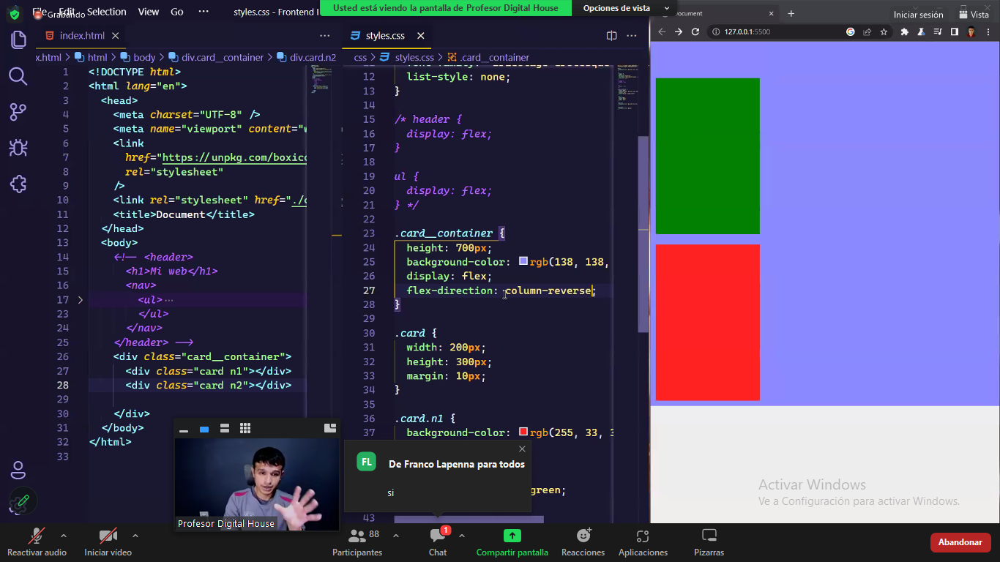 Usted está viendo la pantalla de Profesor Digital House
Opciones de vista
Grabando
Edit
Selection
View
Go
···
styles.css - Frontend
Document
Iniciar sesión
Vista
index.html
styles.css
127.0.0.1:5500
x.html > html > body > div.card__container > div.card.n2
css > styles.css > .card__container
1 <!DOCTYPE html>
2 <html lang="en">
3 <head>
4 <meta charset="UTF-8" />
5 <meta name="viewport" content="
6 <link
7 href="https://unpkg.com/boxico
8 rel="stylesheet"
9 />
10 <link rel="stylesheet" href="./
11 <title>Document</title>
12 </head>
13 <body>
14 <!-- <header>
15 <h1>Mi web</h1>
16 <nav>
17 <ul>···
23 </ul>
24 </nav>
25 </header> -->
26 <div class="card__container">
27 <div class="card n1"></div>
28 <div class="card n2"></div>
29
30 </div>
31 </body>
32 </html>
33
12 list-style: none;
13 }
14
15 /* header {
16 display: flex;
17 }
18
19 ul {
20 display: flex;
21 } */
22
23 .card__container {
24 height: 700px;
25 background-color: rgb(138, 138,
26 display: flex;
27 flex-direction: column-reverse;
28 }
29
30 .card {
31 width: 200px;
32 height: 300px;
33 margin: 10px;
34 }
35
36 .card.n1 {
37 background-color: rgb(255, 33,
green;
43
FL
De Franco Lapenna para todos
si
Profesor Digital House
Activar Windows
Ve a Configuración para activar Windows.
Reactivar audio
Iniciar vídeo
Participantes
88
Chat
1
Compartir pantalla
Reacciones
Aplicaciones
Pizarras
Abandonar